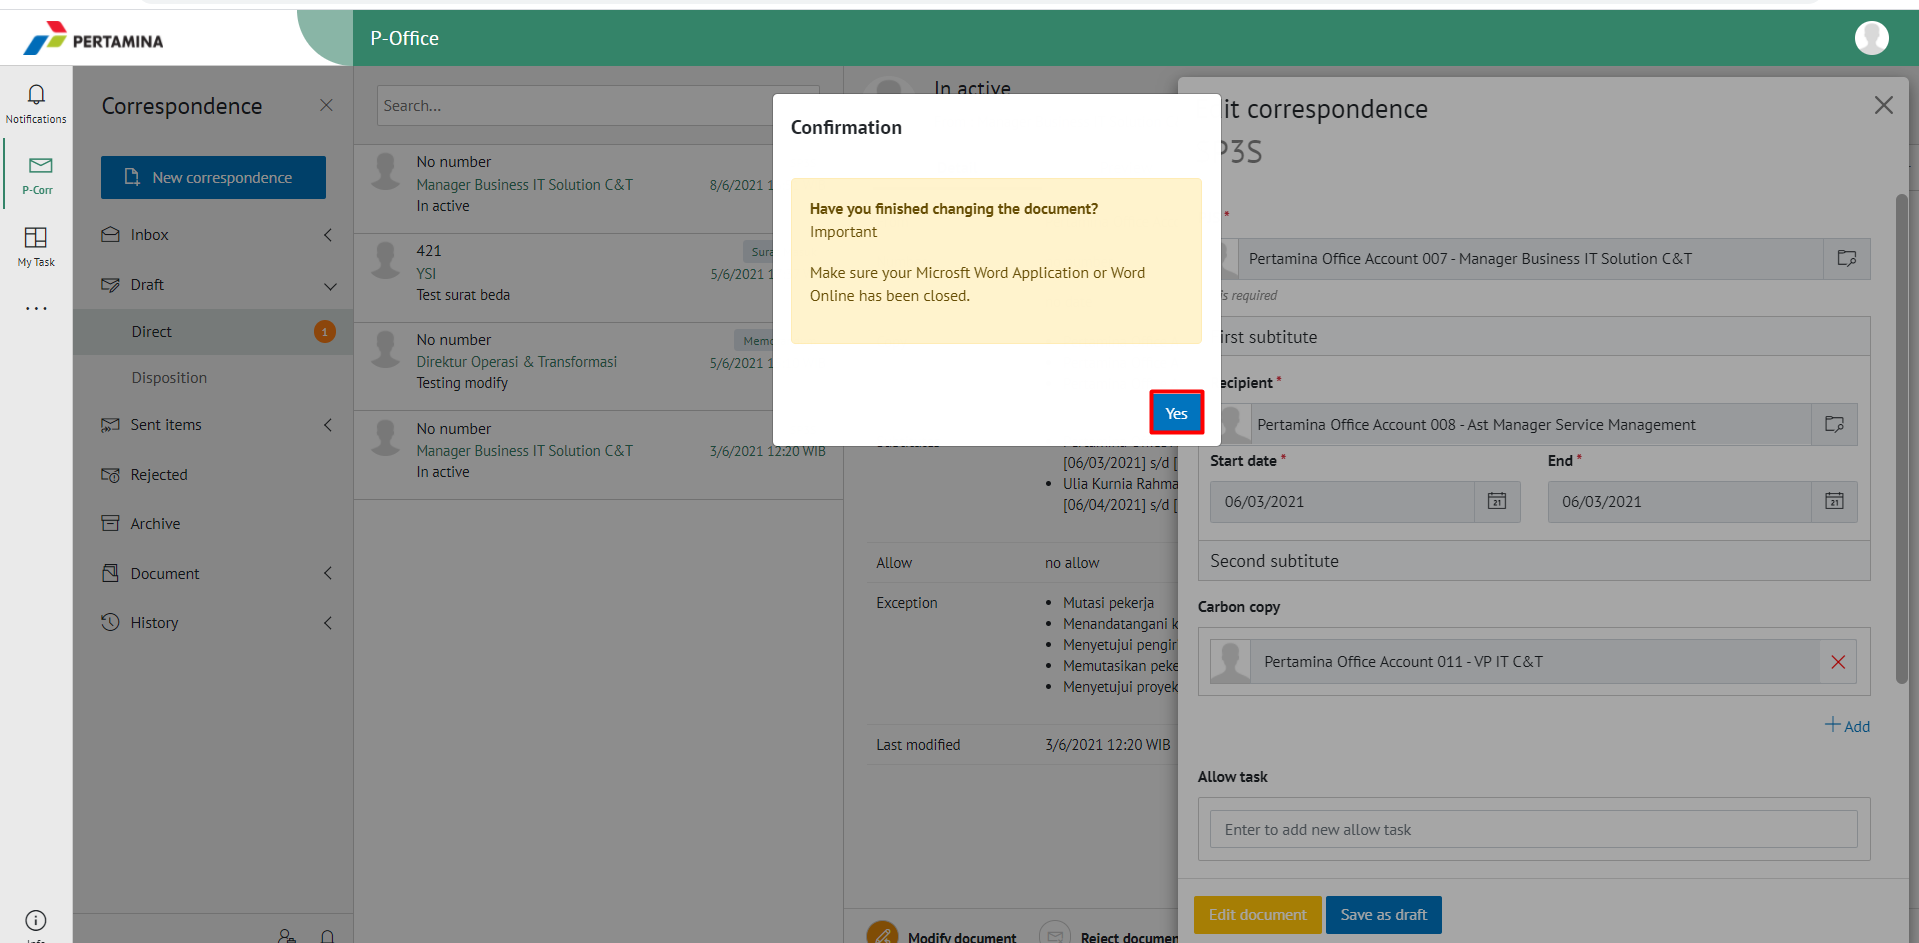 PERTAMINA
P-Office
Notifications
P-Corr
My Task
Correspondence
New correspondence
Inbox
Draft
Direct
1
Disposition
Sent items
Rejected
Archive
Document
History
Search...
No number
Manager Business IT Solution C&T
8/6/2021 1
In active
421
Sura
YSI
5/6/2021 1
Test surat beda
No number
Memo
Direktur Operasi & Transformasi
5/6/2021 1
Testing modify
No number
Manager Business IT Solution C&T
3/6/2021 12:20 WIB
In active
In active
[06/03/2021] s/d [
Ulia Kurnia Rahma
[06/04/2021] s/d [
Allow
no allow
Exception
Mutasi pekerja
Menandatangani k
Menyetujui pengir
Memutasikan peke
Menyetujui proyek
Last modified
3/6/2021 12:20 WIB
Modify document
Reject documen
Confirmation
Have you finished changing the document?
Important
Make sure your Microsft Word Application or Word
Online has been closed.
Yes
it correspondence
P3S
*
Pertamina Office Account 007 - Manager Business IT Solution C&T
is required
irst subtitute
ecipient *
Pertamina Office Account 008 - Ast Manager Service Management
Start date *
End *
06/03/2021
21
06/03/2021
21
Second subtitute
Carbon copy
Pertamina Office Account 011 - VP IT C&T
Add
Allow task
Enter to add new allow task
Edit document
Save as draft